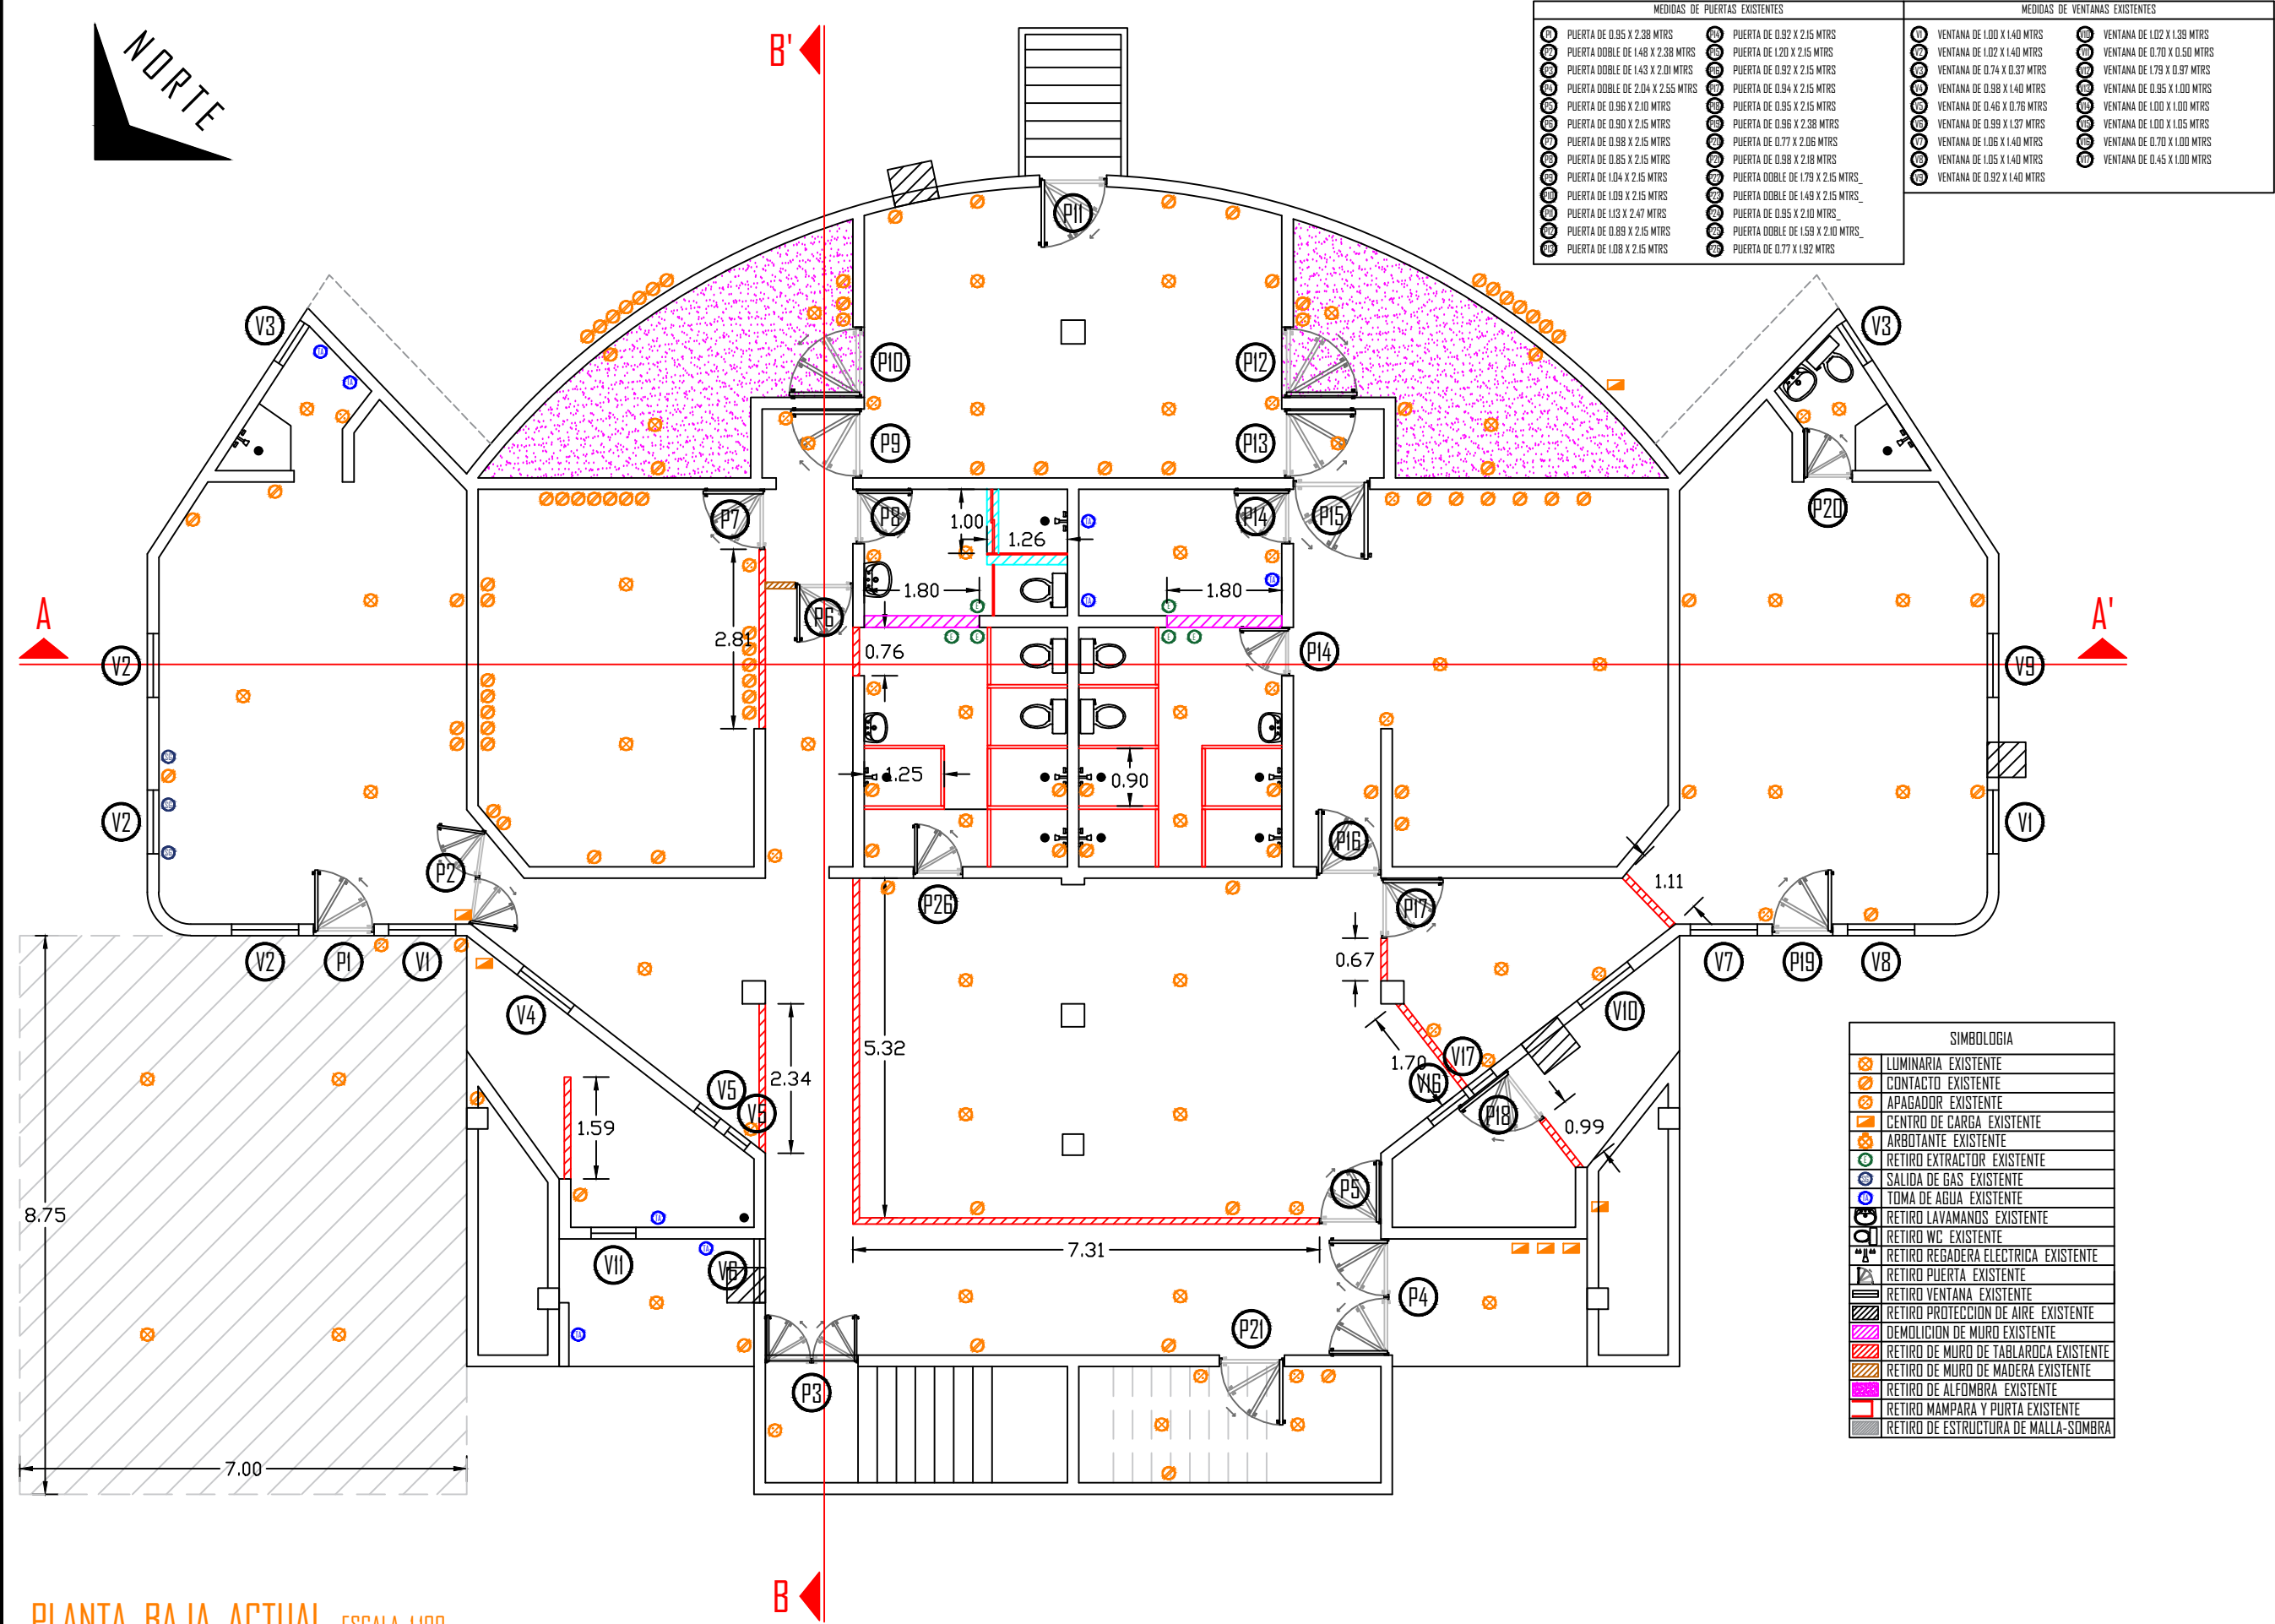 NORTE
B'
MEDIDAS DE PUERTAS EXISTENTES
P1 PUERTA DE 0.95 X 2.38 MTRS
P2 PUERTA DOBLE DE 1.48 X 2.38 MTRS
P3 PUERTA DOBLE DE 1.43 X 2.01 MTRS
P4 PUERTA DOBLE DE 2.04 X 2.55 MTRS
P5 PUERTA DE 0.96 X 2.10 MTRS
P6 PUERTA DE 0.90 X 2.15 MTRS
P7 PUERTA DE 0.98 X 2.15 MTRS
P8 PUERTA DE 0.85 X 2.15 MTRS
P9 PUERTA DE 1.04 X 2.15 MTRS
P10 PUERTA DE 1.09 X 2.15 MTRS
P11 PUERTA DE 1.13 X 2.47 MTRS
P12 PUERTA DE 0.89 X 2.15 MTRS
P13 PUERTA DE 1.08 X 2.15 MTRS
P14 PUERTA DE 0.92 X 2.15 MTRS
P15 PUERTA DE 1.20 X 2.15 MTRS
P16 PUERTA DE 0.92 X 2.15 MTRS
P17 PUERTA DE 0.94 X 2.15 MTRS
P18 PUERTA DE 0.95 X 2.15 MTRS
P19 PUERTA DE 0.96 X 2.38 MTRS
P20 PUERTA DE 0.77 X 2.06 MTRS
P21 PUERTA DE 0.98 X 2.18 MTRS
P22 PUERTA DOBLE DE 1.79 X 2.15 MTRS_
P23 PUERTA DOBLE DE 1.49 X 2.15 MTRS_
P24 PUERTA DE 0.95 X 2.10 MTRS_
P25 PUERTA DOBLE DE 1.59 X 2.10 MTRS_
P26 PUERTA DE 0.77 X 1.92 MTRS
MEDIDAS DE VENTANAS EXISTENTES
V1 VENTANA DE 1.00 X 1.40 MTRS
V2 VENTANA DE 1.02 X 1.40 MTRS
V3 VENTANA DE 0.74 X 0.37 MTRS
V4 VENTANA DE 0.98 X 1.40 MTRS
V5 VENTANA DE 0.46 X 0.76 MTRS
V6 VENTANA DE 0.99 X 1.37 MTRS
V7 VENTANA DE 1.06 X 1.40 MTRS
V8 VENTANA DE 1.05 X 1.40 MTRS
V9 VENTANA DE 0.92 X 1.40 MTRS
V10 VENTANA DE 1.02 X 1.39 MTRS
V11 VENTANA DE 0.70 X 0.50 MTRS
V12 VENTANA DE 1.79 X 0.97 MTRS
V13 VENTANA DE 0.95 X 1.00 MTRS
V14 VENTANA DE 1.00 X 1.00 MTRS
V15 VENTANA DE 1.00 X 1.05 MTRS
V16 VENTANA DE 0.70 X 1.00 MTRS
V17 VENTANA DE 0.45 X 1.00 MTRS
P11
V3
V3
P10
P12
P9
P13
P7
P8
1.00
1.26
P14
P15
P20
1.80
1.80
P6
A
A'
2.81
0.76
P14
V2
V9
1.25
0.90
V2
P16
V1
P2
P26
P17
1.11
V2
P1
V1
0.67
V7
P19
V8
V4
V10
5.32
1.70
V17
V16
2.34
V5
V5
P18
0.99
1.59
P5
8.75
7.31
V11
V6
P4
P21
P3
7.00
SIMBOLOGIA
LUMINARIA EXISTENTE
CONTACTO EXISTENTE
APAGADOR EXISTENTE
CENTRO DE CARGA EXISTENTE
ARBOTANTE EXISTENTE
RETIRO EXTRACTOR EXISTENTE
SALIDA DE GAS EXISTENTE
TOMA DE AGUA EXISTENTE
RETIRO LAVAMANOS EXISTENTE
RETIRO WC EXISTENTE
RETIRO REGADERA ELECTRICA EXISTENTE
RETIRO PUERTA EXISTENTE
RETIRO VENTANA EXISTENTE
RETIRO PROTECCION DE AIRE EXISTENTE
DEMOLICION DE MURO EXISTENTE
RETIRO DE MURO DE TABLAROCA EXISTENTE
RETIRO DE MURO DE MADERA EXISTENTE
RETIRO DE ALFOMBRA EXISTENTE
RETIRO MAMPARA Y PURTA EXISTENTE
RETIRO DE ESTRUCTURA DE MALLA-SOMBRA
B
PLANTA BAJA ACTUAL ESCALA 1:100